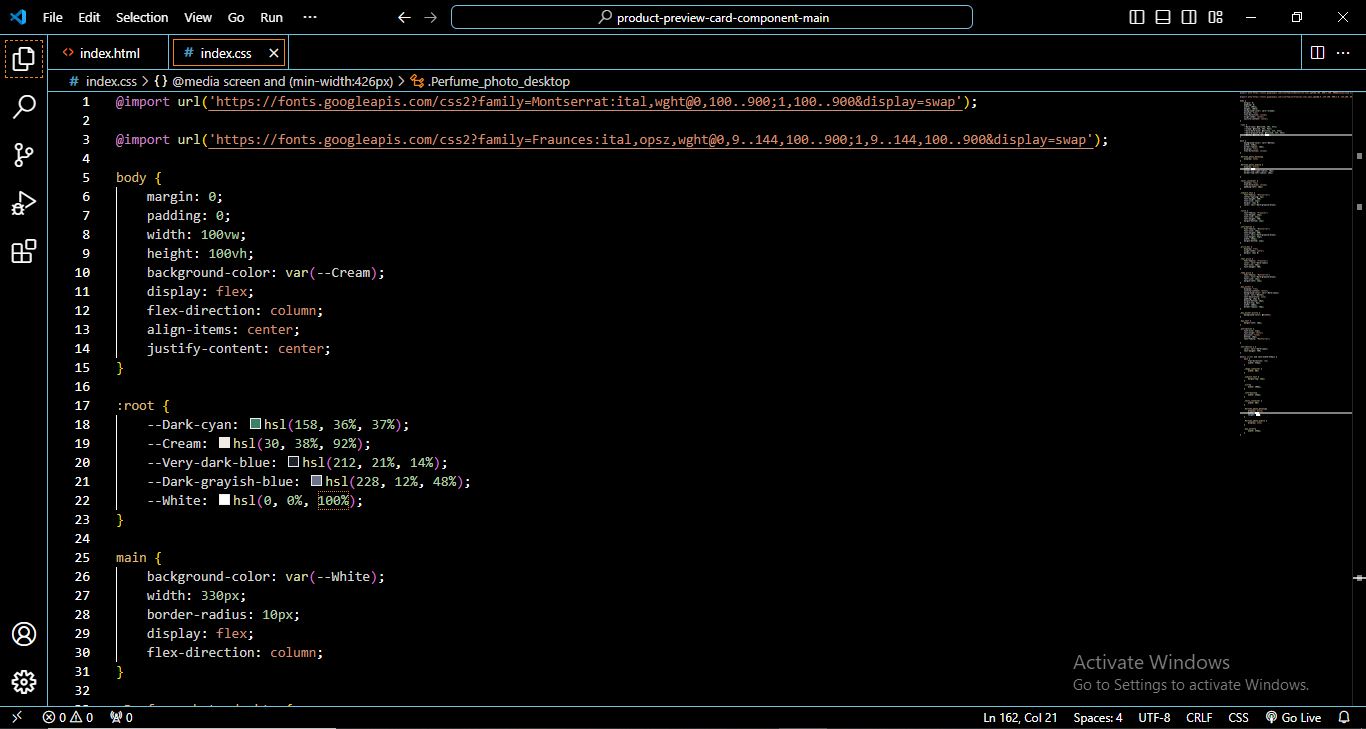 File Edit Selection View Go Run ··· product-preview-card-component-main
index.html # index.css
# index.css > {} @media screen and (min-width:426px) > .Perfume_photo_desktop
1 @import url('https://fonts.googleapis.com/css2?family=Montserrat:ital,wght@0,100..900;1,100..900&display=swap');
2
3 @import url('https://fonts.googleapis.com/css2?family=Fraunces:ital,opsz,wght@0,9..144,100..900;1,9..144,100..900&display=swap');
4
5 body {
6 margin: 0;
7 padding: 0;
8 width: 100vw;
9 height: 100vh;
10 background-color: var(--Cream);
11 display: flex;
12 flex-direction: column;
13 align-items: center;
14 justify-content: center;
15 }
16
17 :root {
18 --Dark-cyan: hsl(158, 36%, 37%);
19 --Cream: hsl(30, 38%, 92%);
20 --Very-dark-blue: hsl(212, 21%, 14%);
21 --Dark-grayish-blue: hsl(228, 12%, 48%);
22 --White: hsl(0, 0%, 100%);
23 }
24
25 main {
26 background-color: var(--White);
27 width: 330px;
28 border-radius: 10px;
29 display: flex;
30 flex-direction: column;
31 }
32
Activate Windows
Go to Settings to activate Windows.
0 0 0 Ln 162, Col 21 Spaces: 4 UTF-8 CRLF CSS Go Live